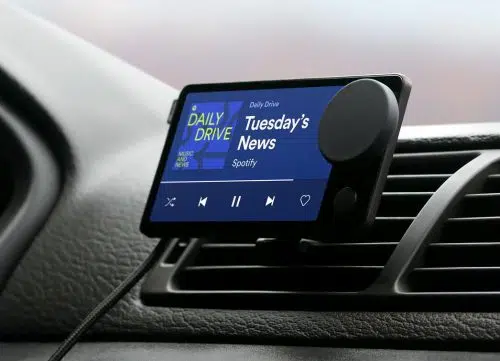 Daily Drive
DAILY
DRIVE
MUSIC
AND
NEWS
Tuesday's
News
Spotify